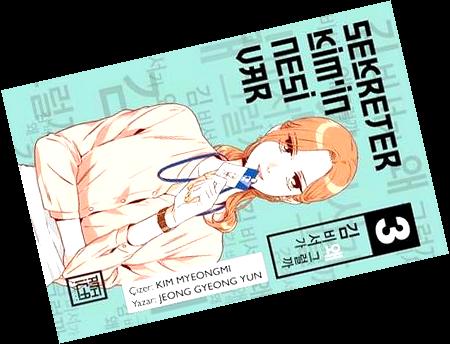 SEKRETER
KİM'İN
NESİ
VAR
3
김비서가
왜
그럴까
Çizer: KIM MYEONGMI
Yazar: JEONG GYEONG YUN